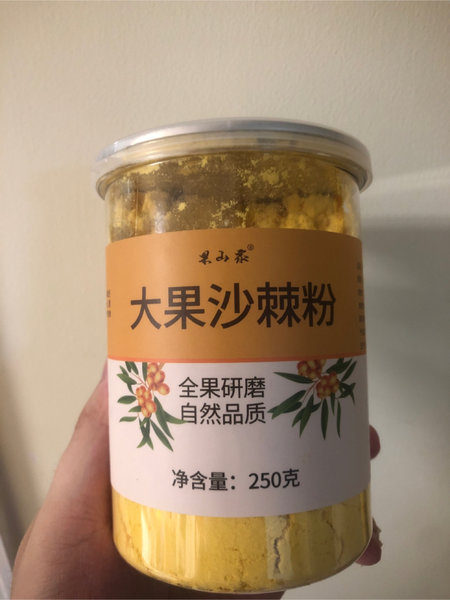 果山农®
大果沙棘粉
全果研磨
自然品质
净含量：250克